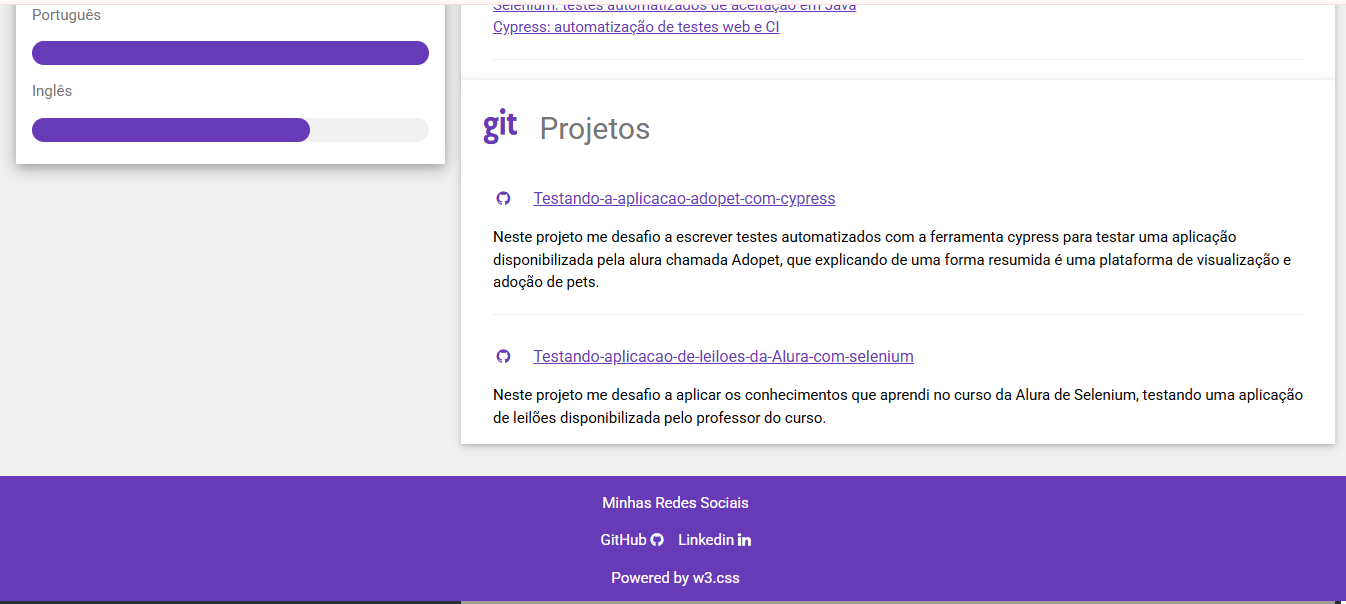 Português
Inglês
Selenium: testes automatizados de aceitação em Java
Cypress: automatização de testes web e CI
git Projetos
Testando-a-aplicacao-adopet-com-cypress
Neste projeto me desafio a escrever testes automatizados com a ferramenta cypress para testar uma aplicação
disponibilizada pela alura chamada Adopet, que explicando de uma forma resumida é uma plataforma de visualização e
adoção de pets.
Testando-aplicacao-de-leiloes-da-Alura-com-selenium
Neste projeto me desafio a aplicar os conhecimentos que aprendi no curso da Alura de Selenium, testando uma aplicação
de leilões disponibilizada pelo professor do curso.
Minhas Redes Sociais
GitHub Linkedin in
Powered by w3.css